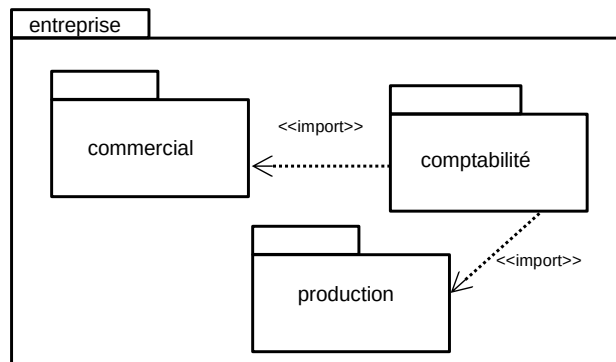 entreprise
<<import>>
commercial
comptabilité
<<import>>
production